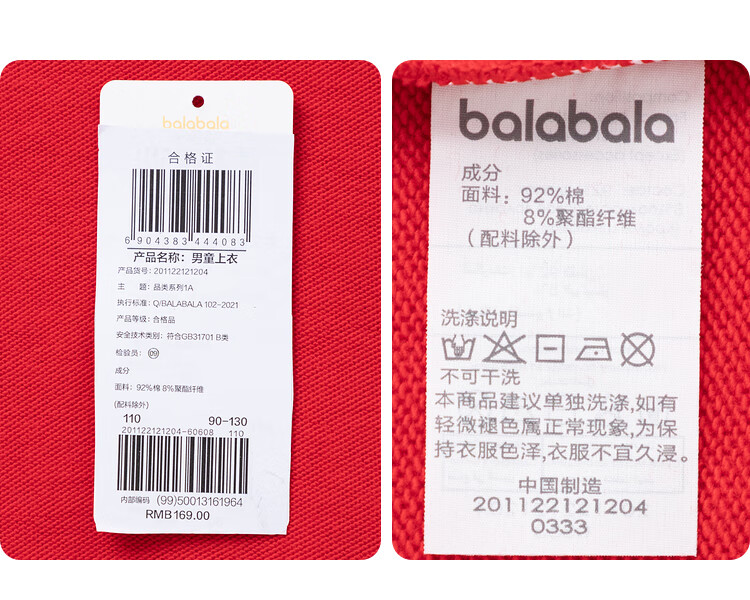 balabala
合格证
6 904383 444083
产品名称：男童上衣
产品货号：201122121204
主 题：品类系列1A
执行标准：Q/BALABALA 102-2021
产品等级：合格品
安全技术类别：符合GB31701 B类
检验员：09
成分
面料：92%棉 8%聚酯纤维
(配料除外)
110 90-130
201122121204-60608 110
内部编码 (99)50013161964
RMB169.00
balabala
成分
面料：92%棉
8%聚酯纤维
（配料除外）
洗涤说明
不可干洗
本商品建议单独洗涤,如有
轻微褪色属正常现象,为保
持衣服色泽,衣服不宜久浸。
中国制造
201122121204
0333